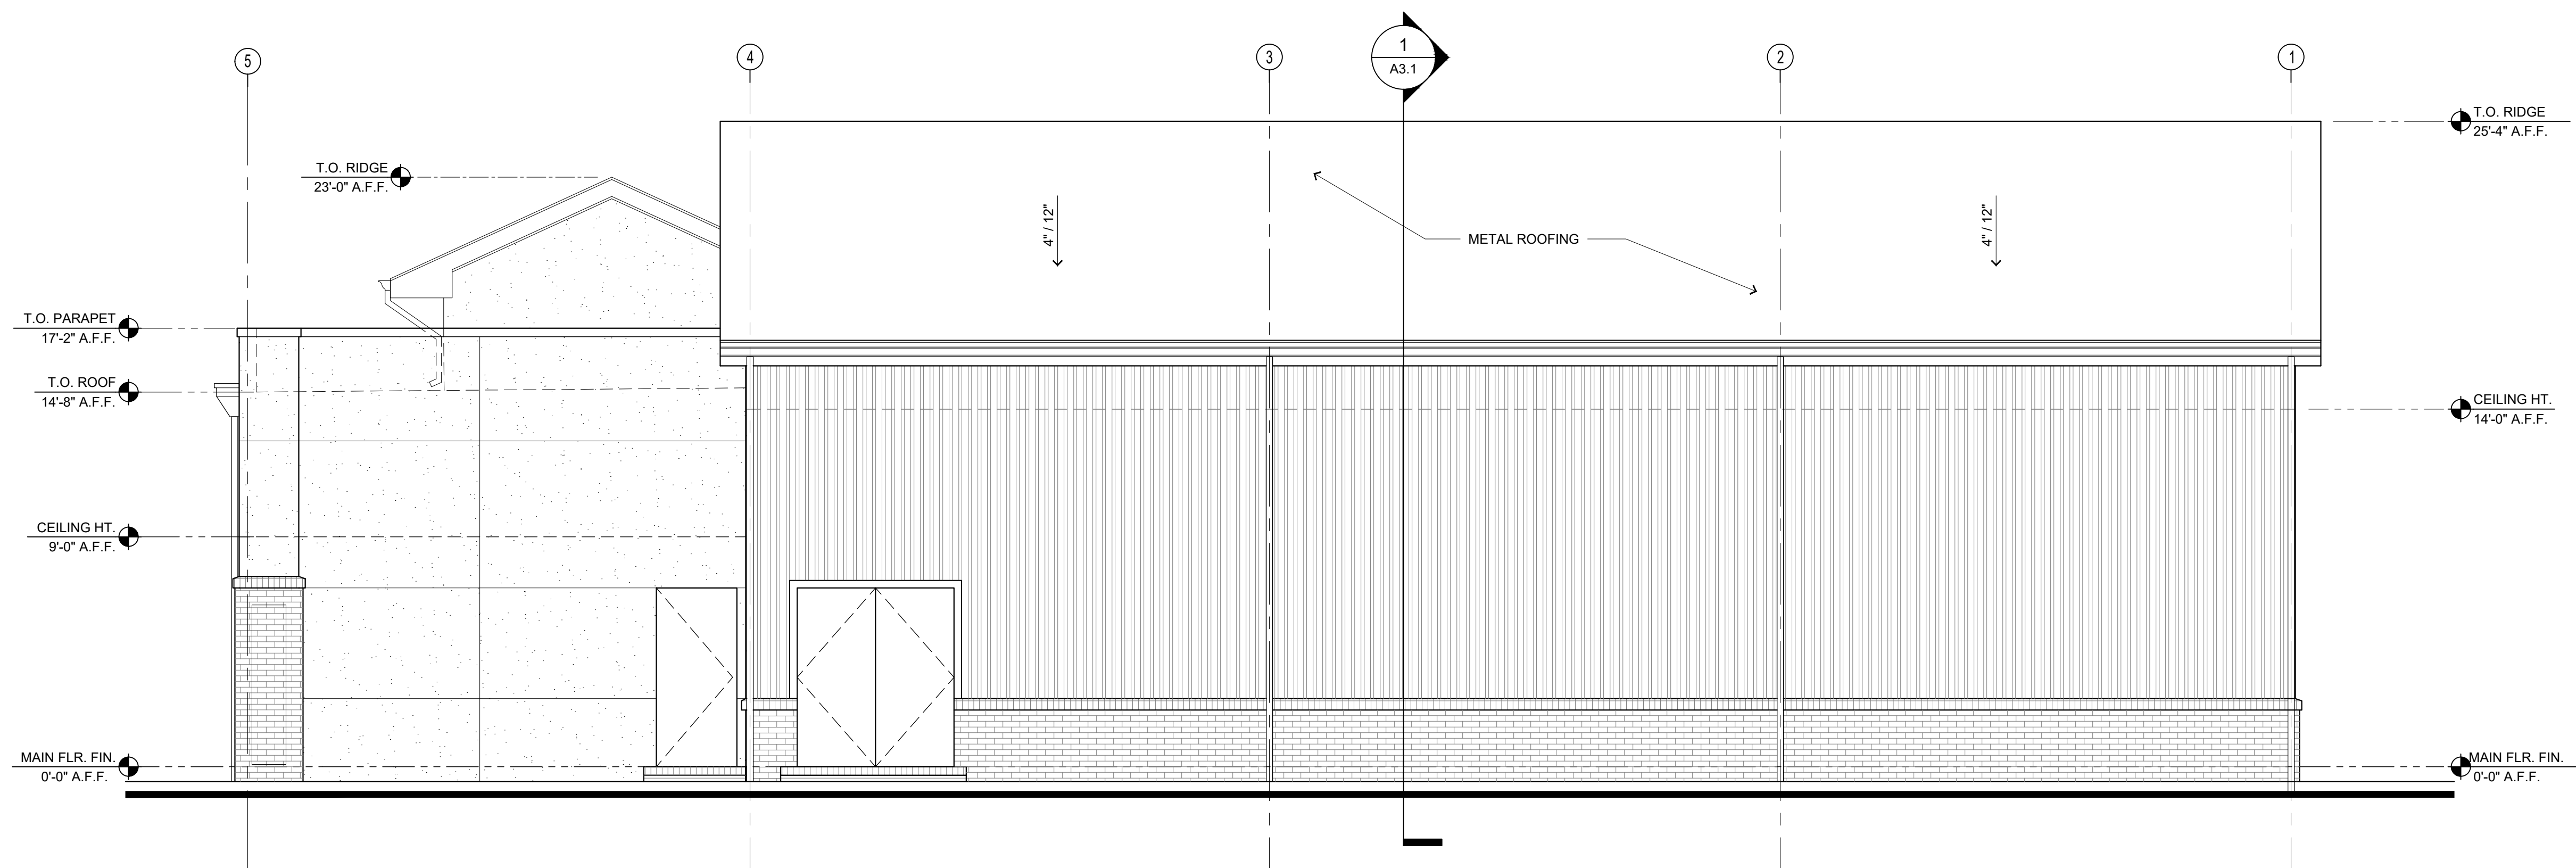 5
4
3
1
A3.1
2
1
T.O. RIDGE
25'-4" A.F.F.
T.O. RIDGE
23'-0" A.F.F.
4" / 12"
METAL ROOFING
4" / 12"
T.O. PARAPET
17'-2" A.F.F.
T.O. ROOF
14'-8" A.F.F.
CEILING HT.
14'-0" A.F.F.
CEILING HT.
9'-0" A.F.F.
MAIN FLR. FIN.
0'-0" A.F.F.
MAIN FLR. FIN.
0'-0" A.F.F.